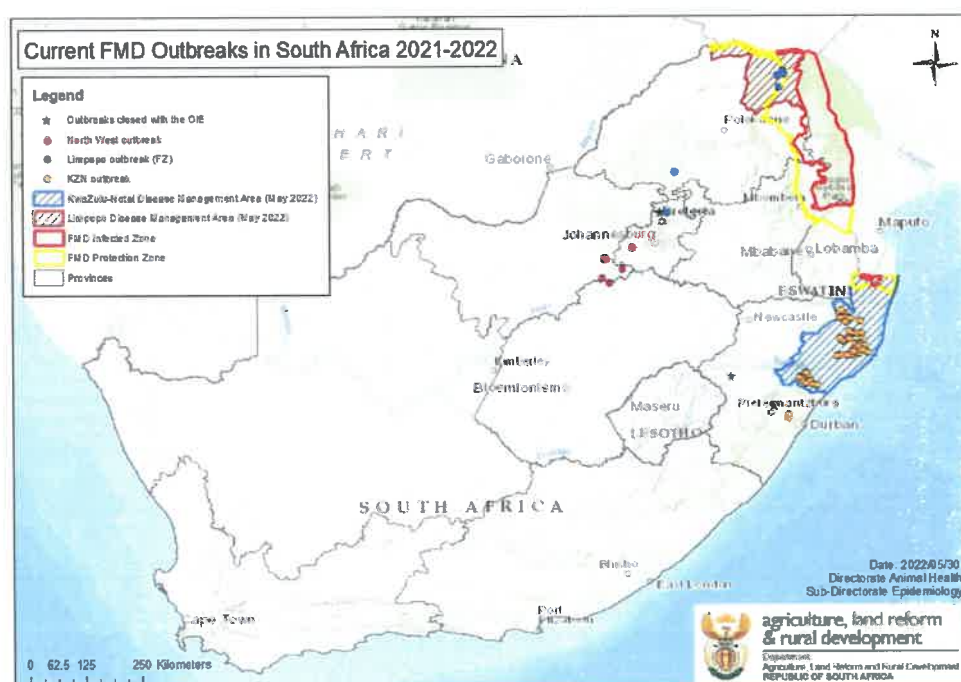 Current FMD Outbreaks in South Africa 2021-2022
NA
N
Legend
Outbreaks closed with the OIE
North West outbreak
Limpopo outbreak (FZ)
KZN outbreak
KwaZulu-Natal Disease Management Area (May 2022)
Limpopo Disease Management Area (May 2022)
FMD Infected Zone
FMD Protection Zone
Provinces
HARI
ERT
Gaborone
Polokwane
Mbombela
Pretoria
Johannesburg
Maputo
Mbabane
Lobamba
ESWATINI
Newcastle
Kimberley
Bloemfontein
Maseru
LESOTHO
Pietermaritzburg
Durban
SOUTH AFRICA
Bhisho
East London
Port
Elizabeth
Cape Town
Date: 2022/05/30
Directorate Animal Health
Sub-Directorate Epidemiology
0 62.5 125 250 Kilometers
agriculture, land reform
& rural development
Department:
Agriculture, Land Reform and Rural Development
REPUBLIC OF SOUTH AFRICA